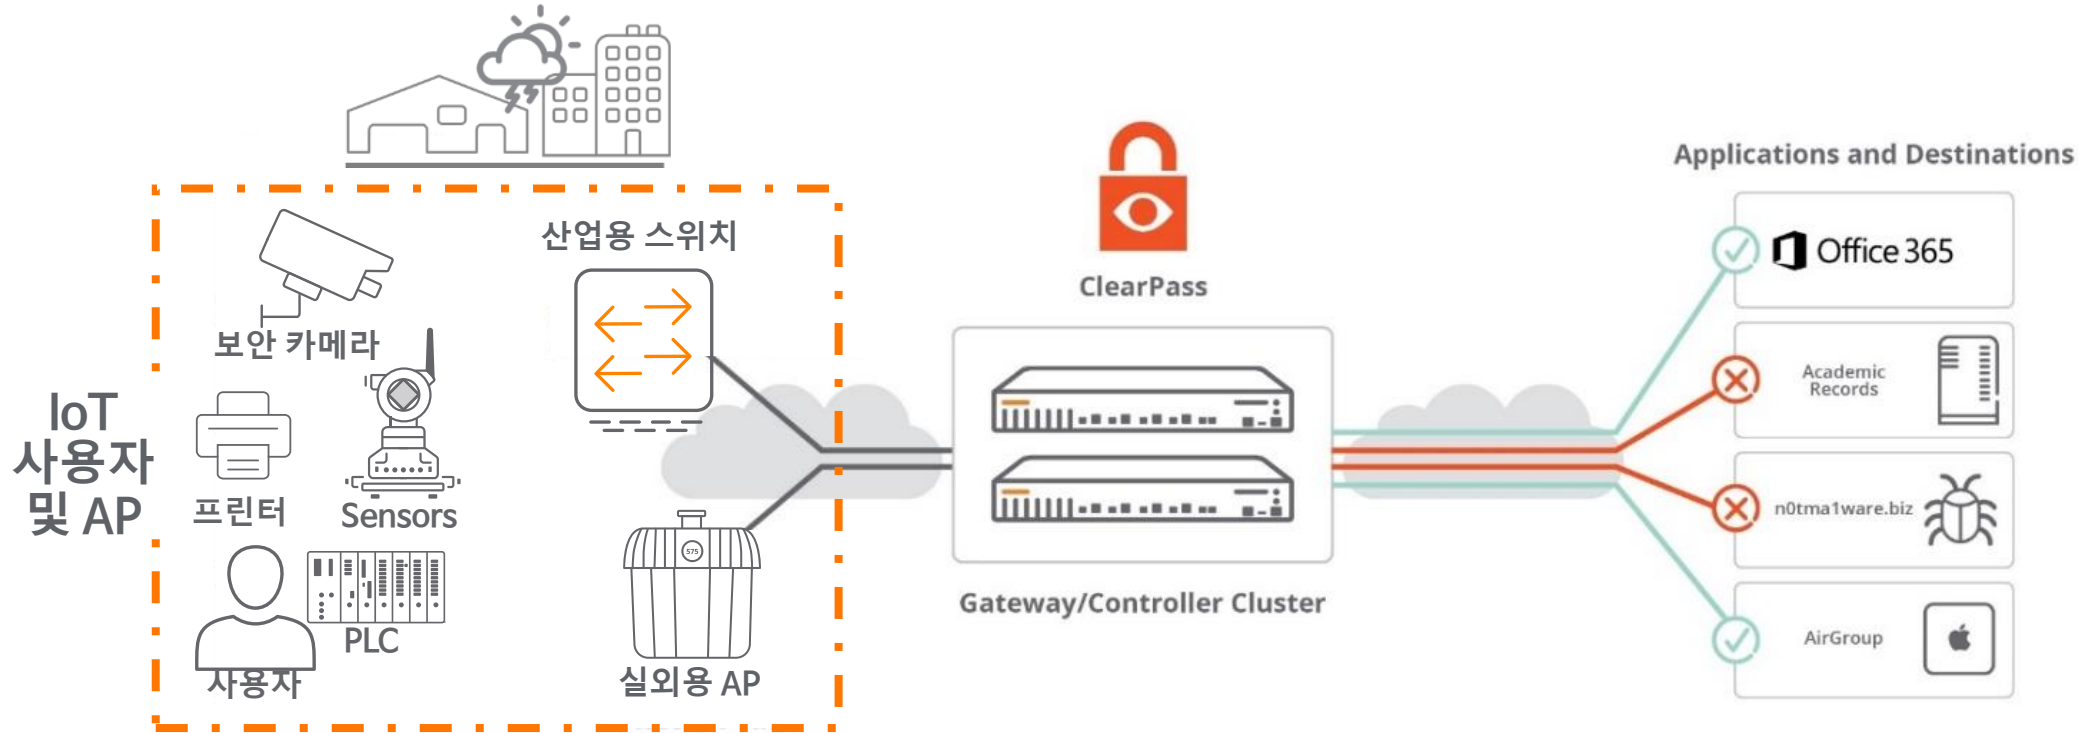 IoT
사용자
및 AP
보안 카메라
프린터
Sensors
사용자
PLC
산업용 스위치
575
실외용 AP
ClearPass
Gateway/Controller Cluster
Applications and Destinations
Office 365
Academic
Records
n0tma1ware.biz
AirGroup